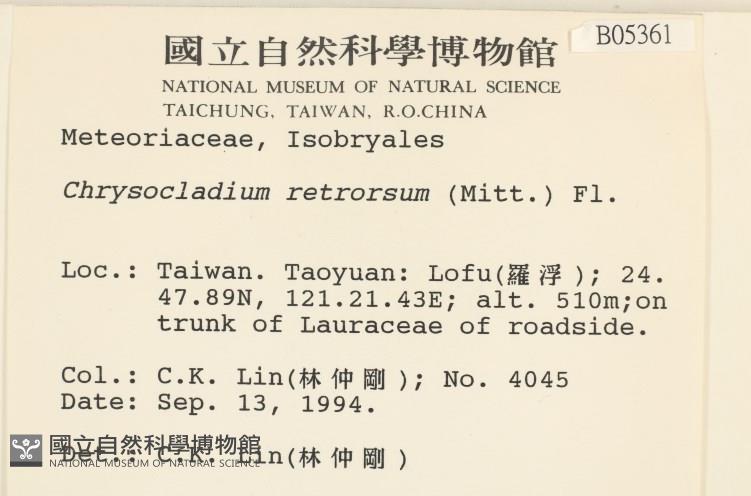 B05361
國立自然科學博物館
NATIONAL MUSEUM OF NATURAL SCIENCE
TAICHUNG, TAIWAN, R.O.CHINA
Meteoriaceae, Isobryales
Chrysocladium retrorsum (Mitt.) Fl.
Loc.: Taiwan. Taoyuan: Lofu(羅浮); 24.
47.89N, 121.21.43E; alt. 510m;on
trunk of Lauraceae of roadside.
Col.: C.K. Lin(林仲剛); No. 4045
Date: Sep. 13, 1994.
國立自然科學博物館
Det.: C.K. Lin(林仲剛)
NATIONAL MUSEUM OF NATURAL SCIENCE